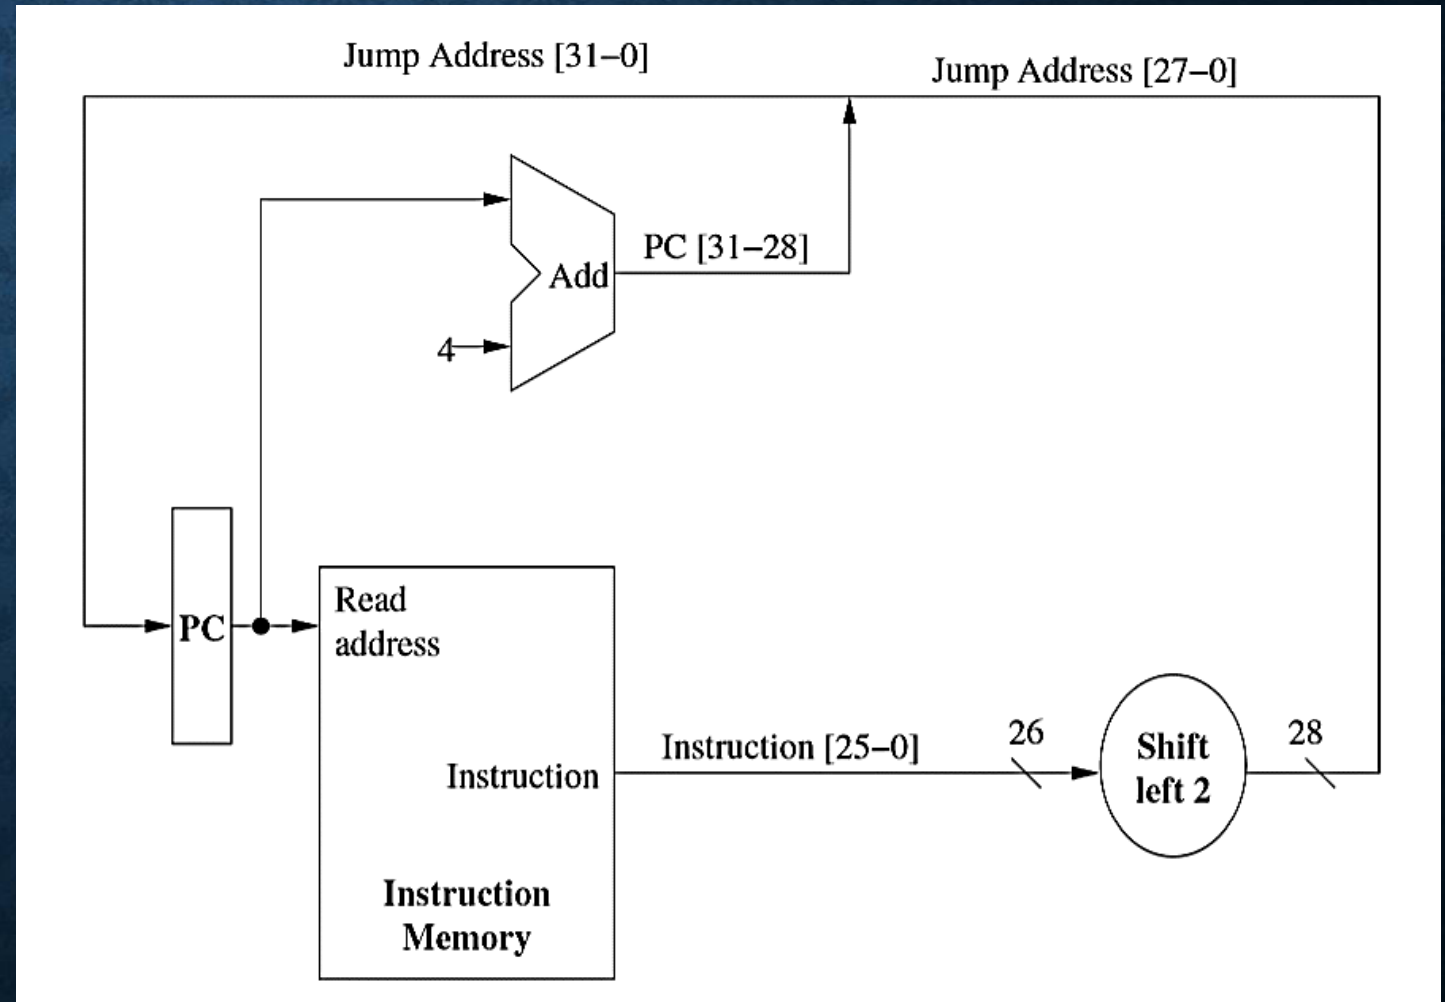 Jump Address [31–0]
Jump Address [27–0]
PC [31–28]
Add
4
PC
Read
address
Instruction [25–0]
26
28
Shift
left 2
Instruction
Instruction
Memory